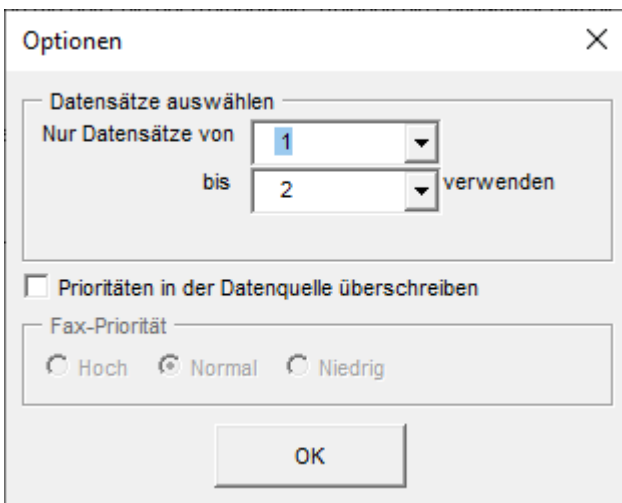 Optionen
Datensätze auswählen
Nur Datensätze von 1
bis 2 verwenden
Prioritäten in der Datenquelle überschreiben
Fax-Priorität
Hoch Normal Niedrig
OK